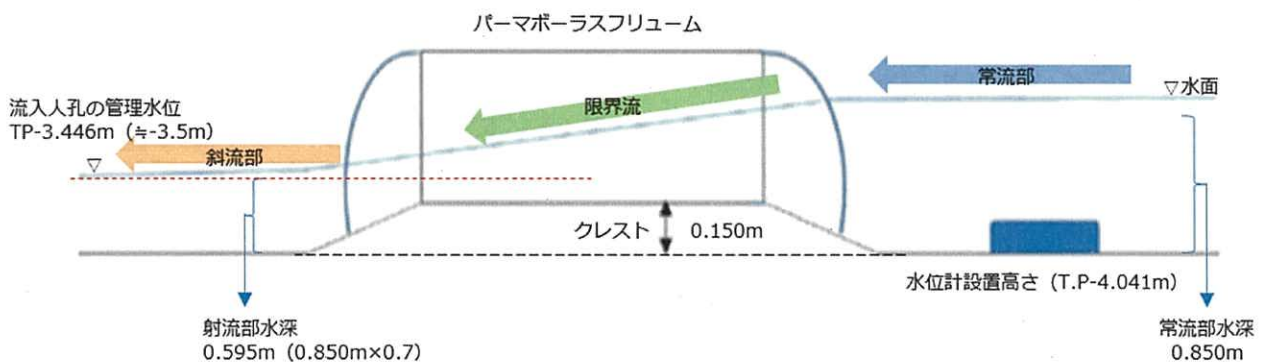 パーマボーラスフリューム
常流部
▽水面
流入人孔の管理水位
TP-3.446m（≒-3.5m）
限界流
▽
斜流部
クレスト 0.150m
水位計設置高さ（T.P-4.041m）
射流部水深
0.595m（0.850m×0.7）
常流部水深
0.850m